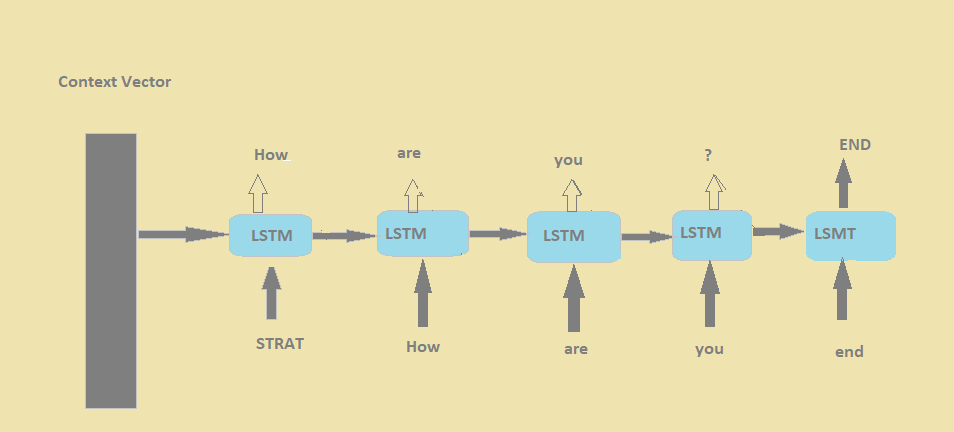 Context Vector
How are you ? END
LSTM LSTM LSTM LSTM LSMT
STRAT How are you end